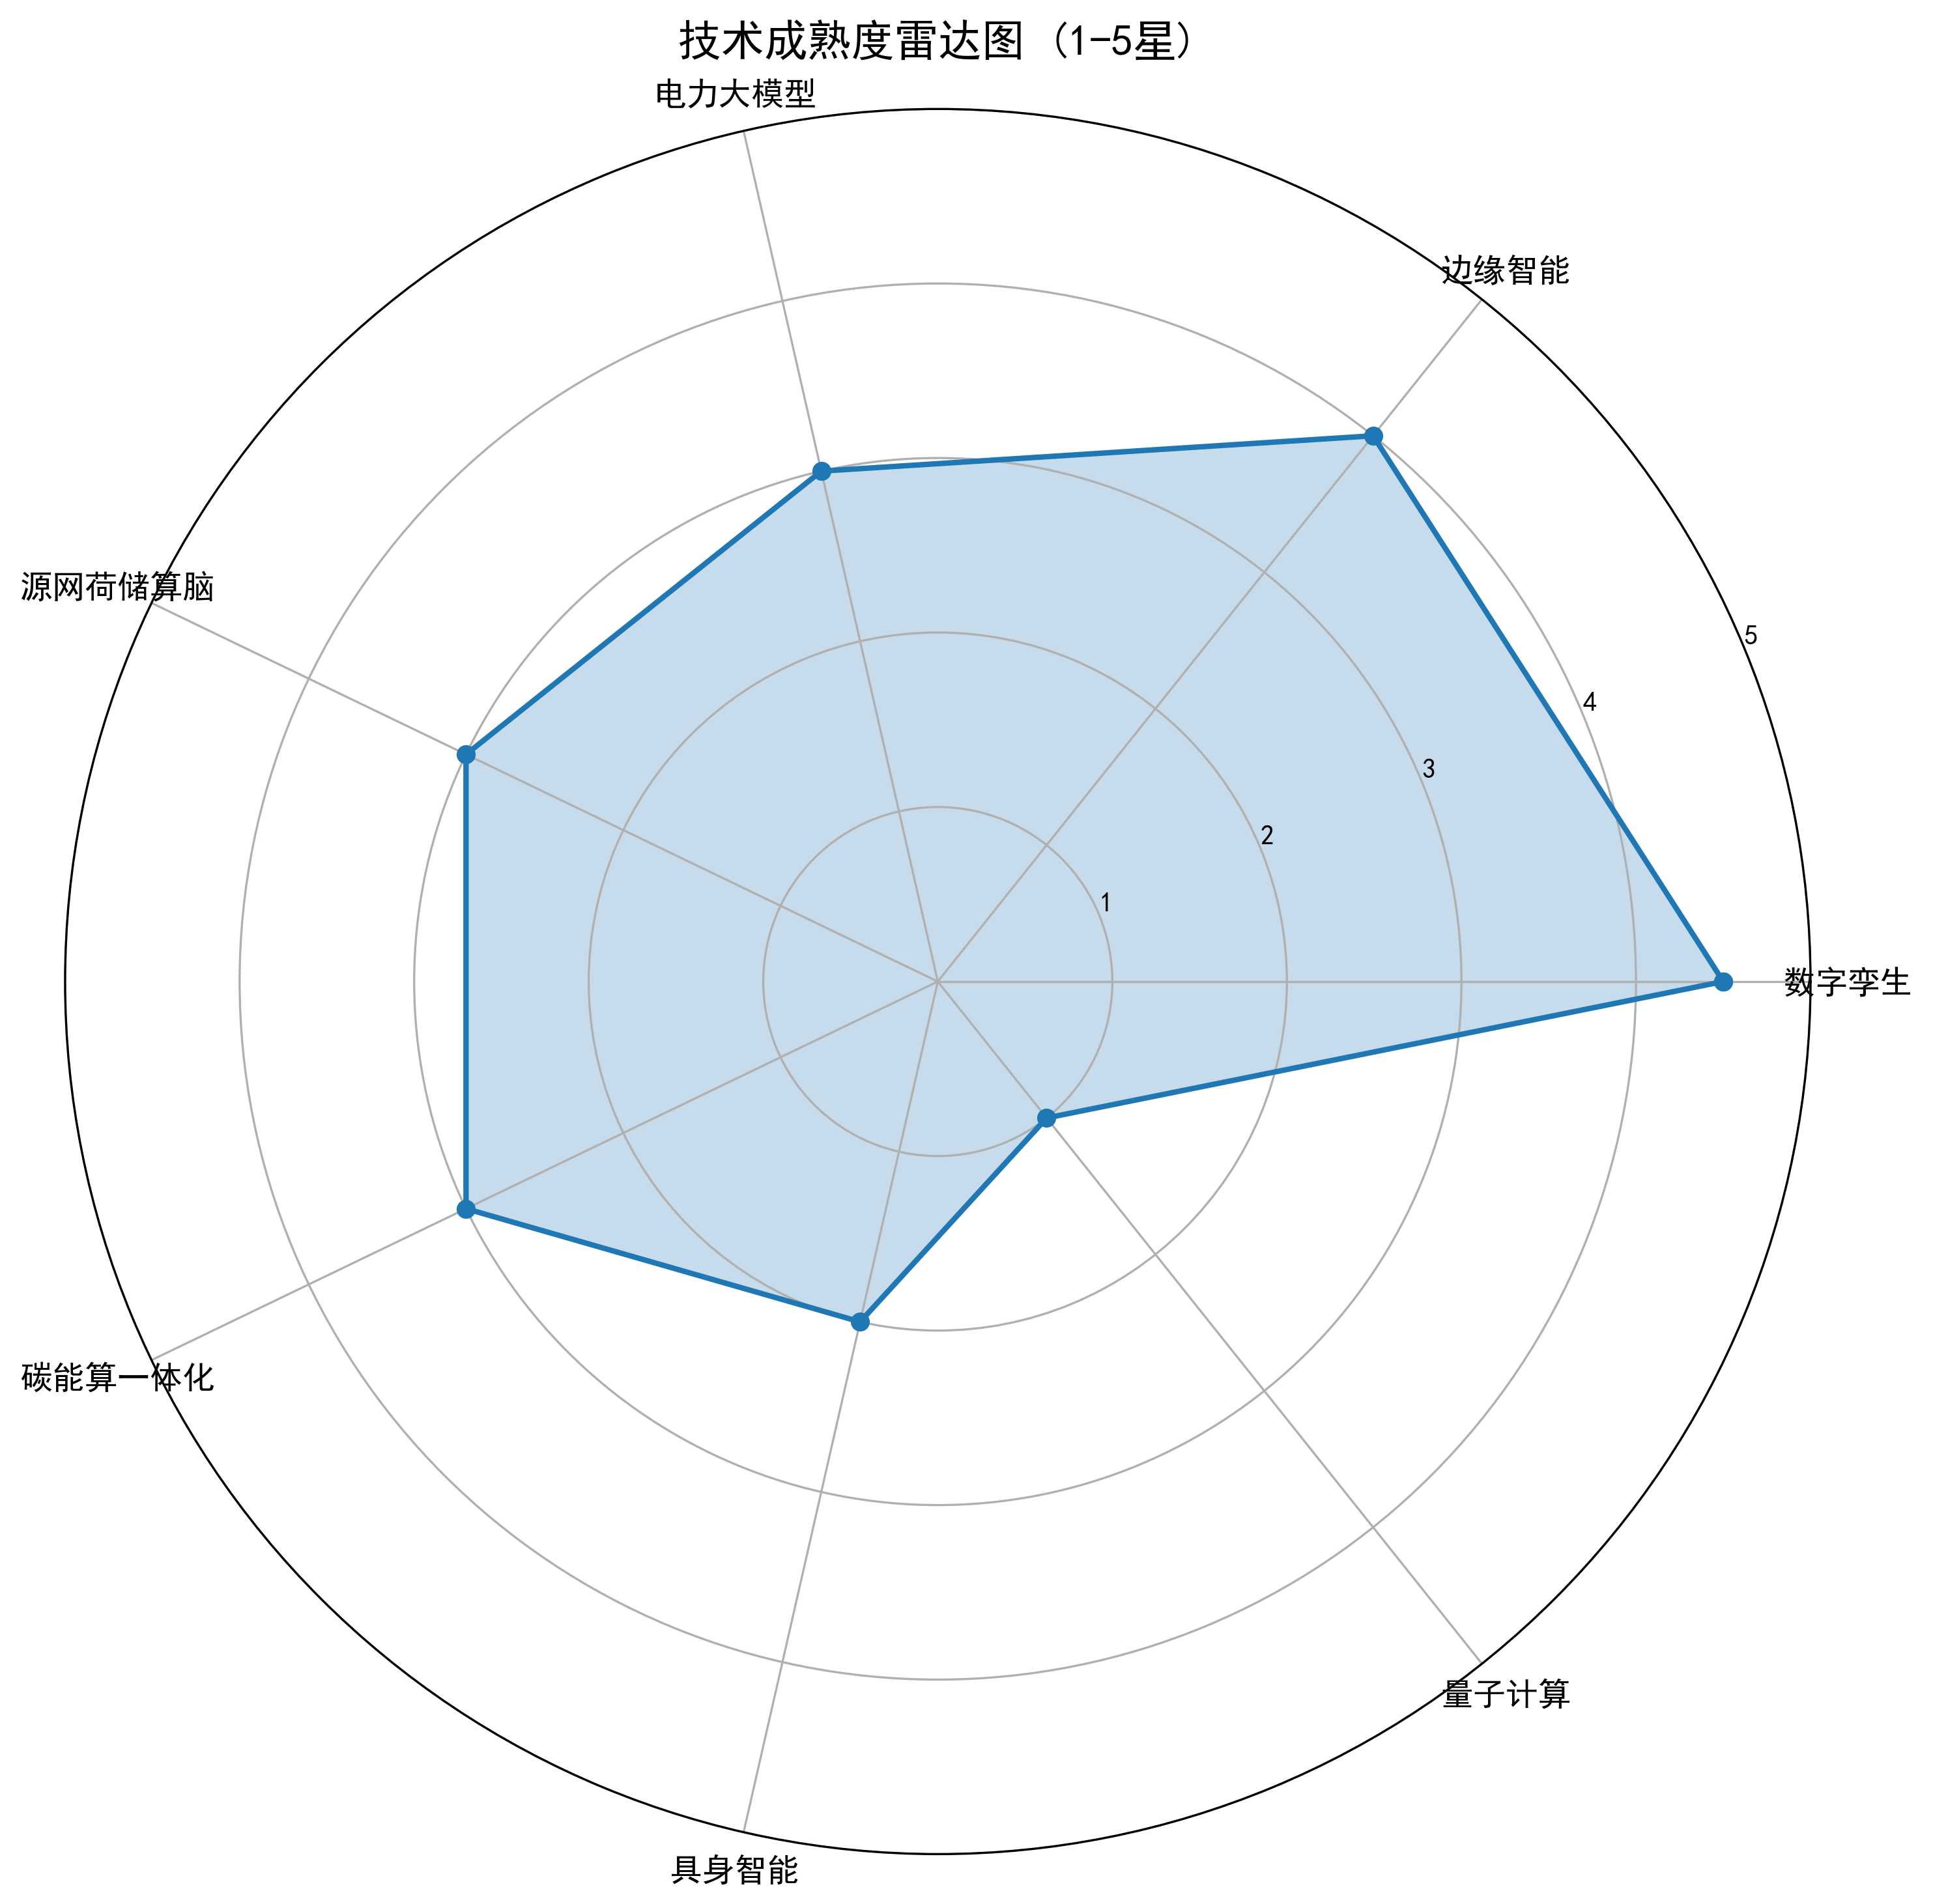 技术成熟度雷达图 (1-5星)
电力大模型
边缘智能
源网荷储算脑
5
4
3
2
1
数字孪生
碳能算一体化
量子计算
具身智能